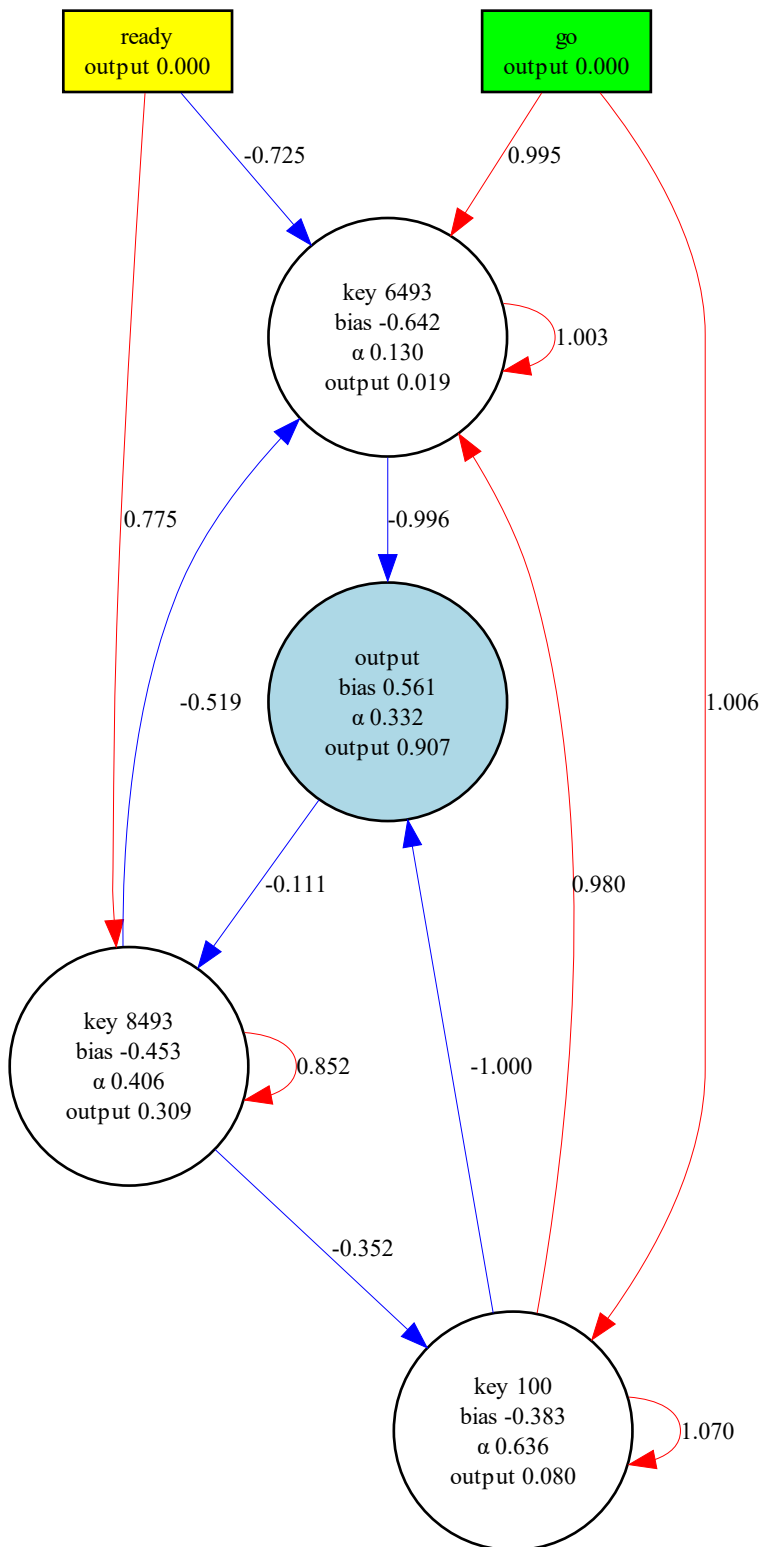 ready
output 0.000
go
output 0.000
-0.725
0.995
key 6493
bias -0.642
α 0.130
output 0.019
1.003
0.775
-0.996
-0.519
output
bias 0.561
α 0.332
output 0.907
1.006
-0.111
0.980
key 8493
bias -0.453
α 0.406
output 0.309
0.852
-1.000
-0.352
key 100
bias -0.383
α 0.636
output 0.080
1.070